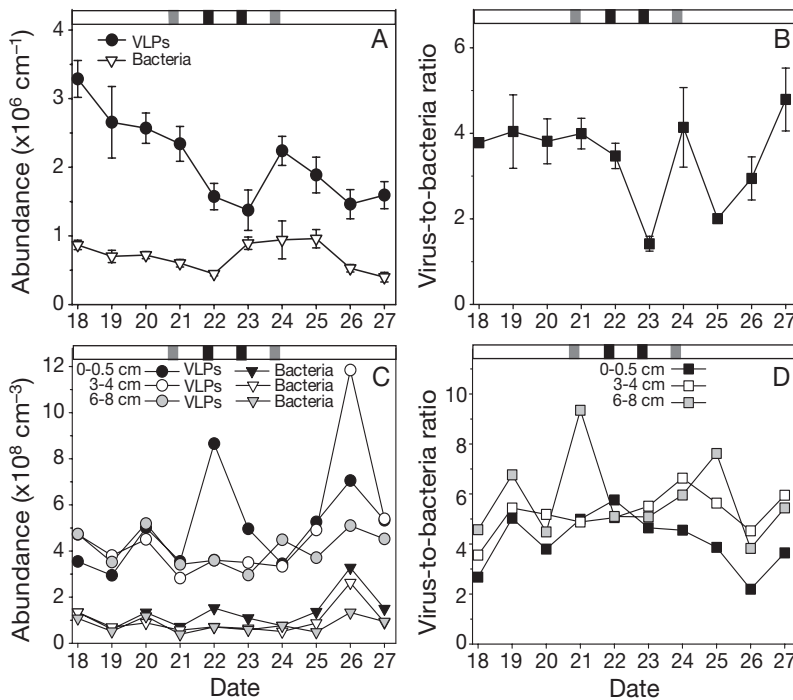 A
VLPs
Bacteria
Abundance (x10⁶ cm⁻¹)
4
3
2
1
0
18 19 20 21 22 23 24 25 26 27
B
Virus-to-bacteria ratio
6
4
2
0
18 19 20 21 22 23 24 25 26 27
C
0-0.5 cm VLPs Bacteria
3-4 cm VLPs Bacteria
6-8 cm VLPs Bacteria
Abundance (x10⁸ cm⁻³)
12
10
8
6
4
2
0
18 19 20 21 22 23 24 25 26 27
Date
D
0-0.5 cm
3-4 cm
6-8 cm
Virus-to-bacteria ratio
10
8
6
4
2
0
18 19 20 21 22 23 24 25 26 27
Date